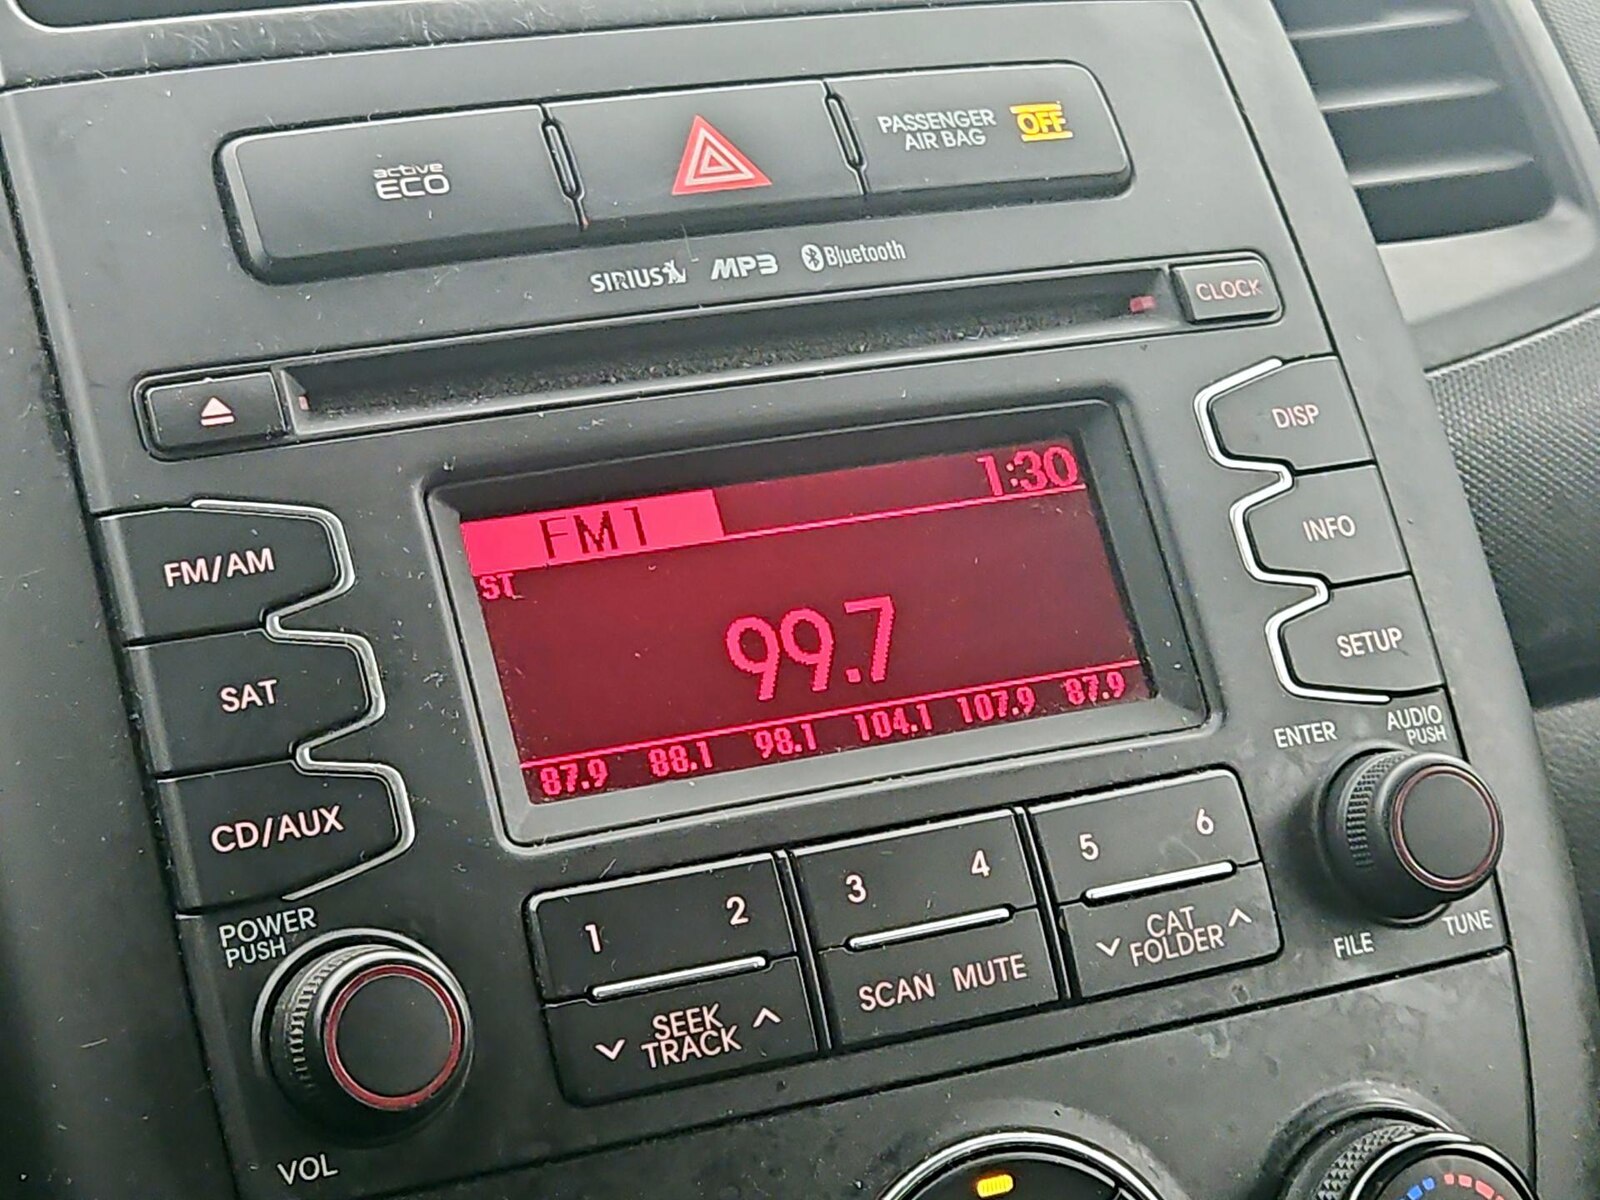 active
ECO
PASSENGER
AIR BAG
OFF
SIRIUS MP3 Bluetooth
CLOCK
DISP
INFO
SETUP
FM/AM
SAT
CD/AUX
1:30
FM1
ST
99.7
87.9 88.1 98.1 104.1 107.9 87.9
ENTER
AUDIO
PUSH
FILE
TUNE
POWER
PUSH
VOL
1 2
SEEK
TRACK
3 4
SCAN MUTE
5 6
CAT
FOLDER